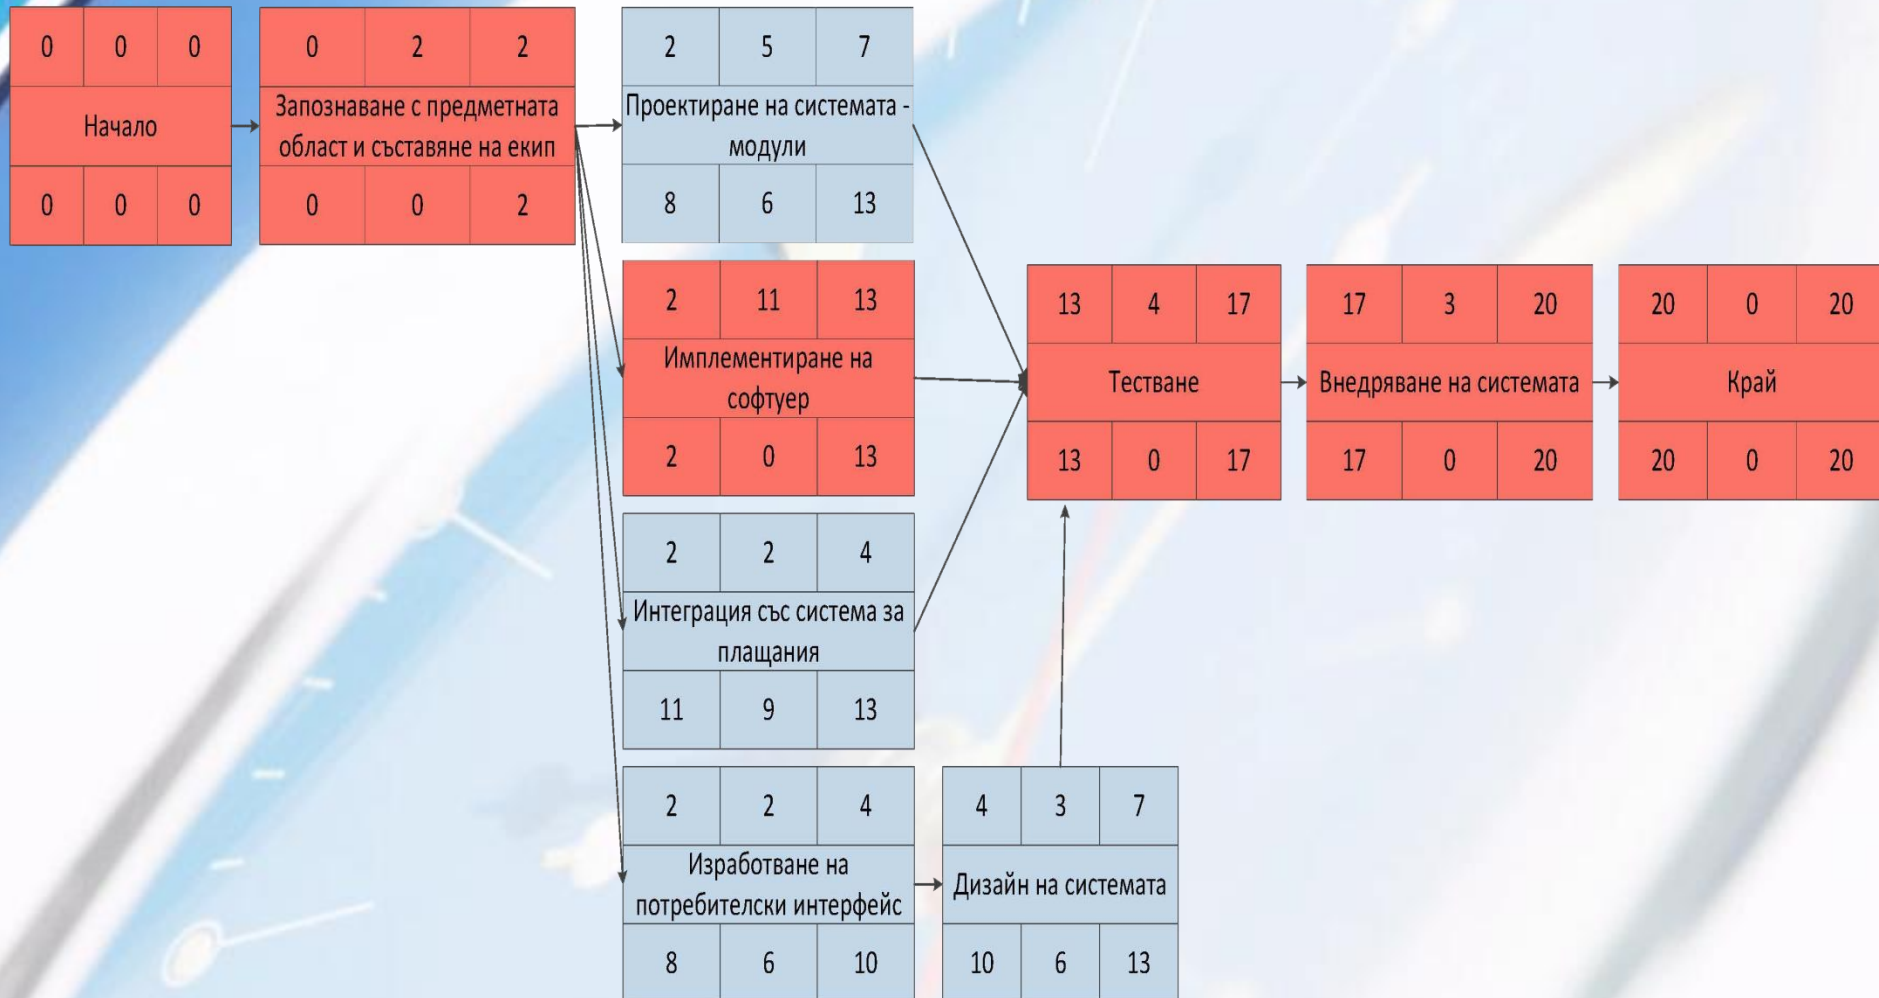 0 0 0
Начало
0 0 0
0 2 2
Запознаване с предметната
област и съставяне на екип
0 0 2
2 5 7
Проектиране на системата -
модули
8 6 13
2 11 13
Имплементиране на
софтуер
2 0 13
2 2 4
Интеграция със система за
плащания
11 9 13
2 2 4
Изработване на
потребителски интерфейс
8 6 10
4 3 7
Дизайн на системата
10 6 13
13 4 17
Тестване
13 0 17
17 3 20
Внедряване на системата
17 0 20
20 0 20
Край
20 0 20